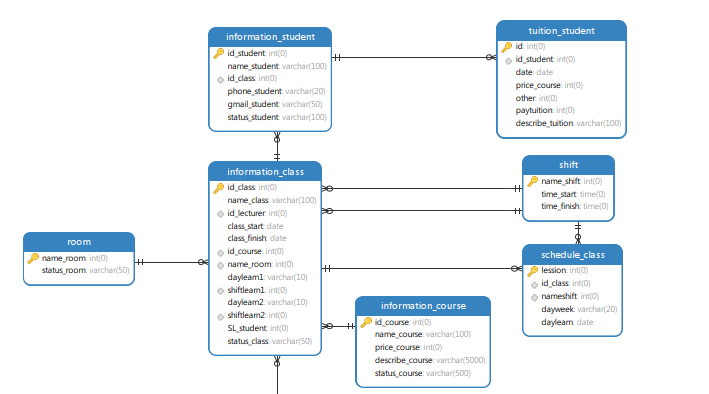 information_student
id_student: int(0)
name_student: varchar(100)
id_class: int(0)
phone_student: varchar(20)
gmail_student: varchar(50)
status_student: varchar(100)
tuition_student
id: int(0)
id_student: int(0)
date: date
price_course: int(0)
other: int(0)
paytuition: int(0)
describe_tuition: varchar(100)
information_class
id_class: int(0)
name_class: varchar(100)
id_lecturer: int(0)
class_start: date
class_finish: date
id_course: int(0)
name_room: int(0)
daylearn1: varchar(10)
shiftlearn1: int(0)
daylearn2: varchar(10)
shiftlearn2: int(0)
SL_student: int(0)
status_class: varchar(50)
shift
name_shift: int(0)
time_start: time(0)
time_finish: time(0)
room
name_room: int(0)
status_room: varchar(50)
schedule_class
lession: int(0)
id_class: int(0)
nameshift: int(0)
dayweek: varchar(20)
daylearn: date
information_course
id_course: int(0)
name_course: varchar(100)
price_course: int(0)
describe_course: varchar(5000)
status_course: varchar(500)